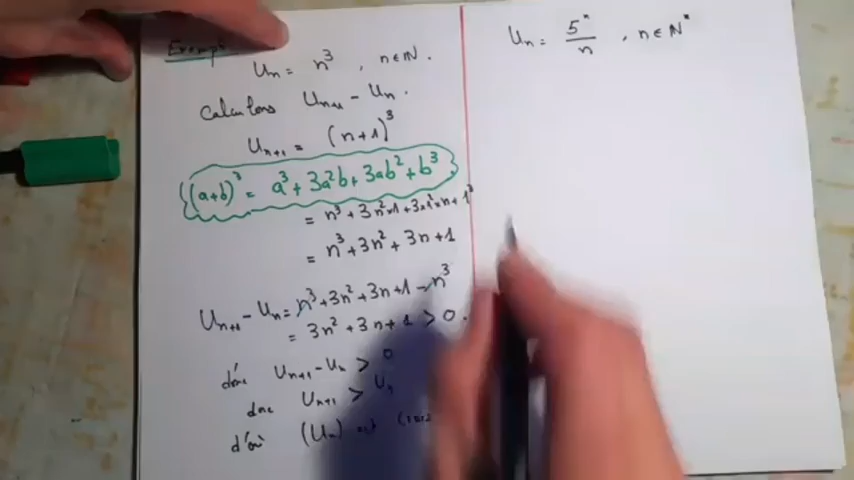 Uₙ = n³ , n ∈ ℕ.
Calculons Uₙ₊₁ - Uₙ.
Uₙ₊₁ = (n+1)³
(a+b)³ = a³ + 3a²b + 3ab² + b³
= n³ + 3n²×1 + 3×1²×n + 1³
= n³ + 3n² + 3n + 1
Uₙ₊₁ - Uₙ = n³ + 3n² + 3n + 1 - n³
= 3n² + 3n + 1 > 0.
donc Uₙ₊₁ - Uₙ > 0
donc Uₙ₊₁ > Uₙ
d'où (Uₙ) est
Uₙ = 5ⁿ/n , n ∈ ℕ*